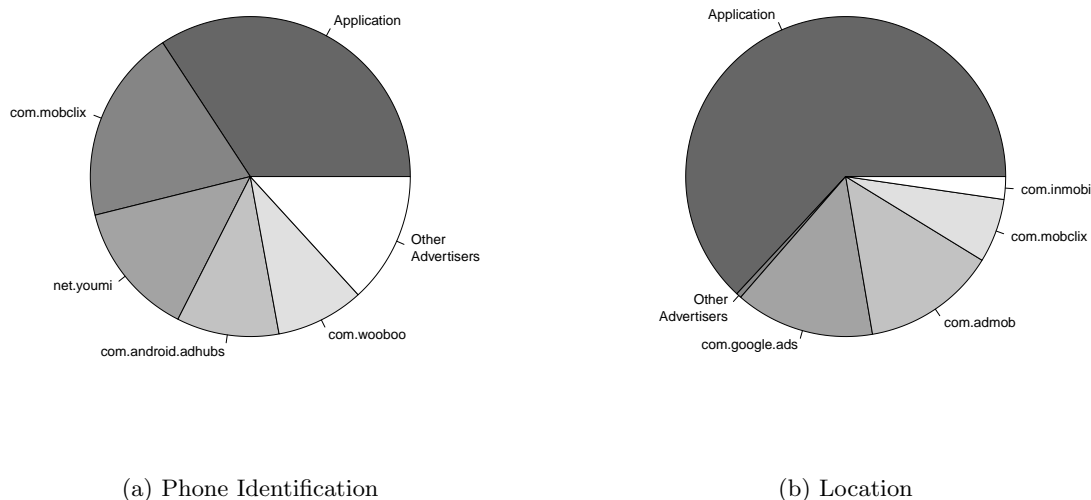 Application
com.mobclix
net.youmi
com.android.adhubs
com.wooboo
Other
Advertisers
(a) Phone Identification
Application
Other
Advertisers
com.google.ads
com.admob
com.mobclix
com.inmobi
(b) Location